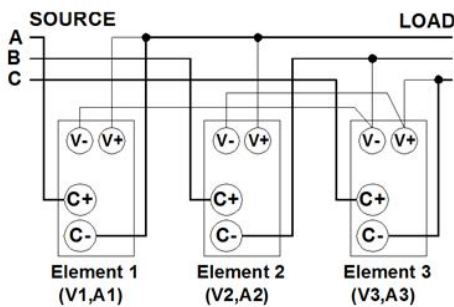 SOURCE LOAD
A
B
C
V- V+ V- V+ V- V+
C+ C+ C+
C- C- C-
Element 1 Element 2 Element 3
(V1,A1) (V2,A2) (V3,A3)